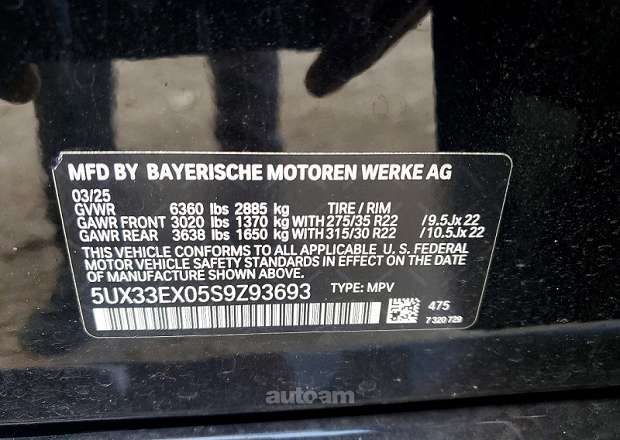 MFD BY BAYERISCHE MOTOREN WERKE AG
03/25
GVWR 6360 lbs 2885 kg TIRE / RIM
GAWR FRONT 3020 lbs 1370 kg WITH 275/35 R22 / 9.5Jx 22
GAWR REAR 3638 lbs 1650 kg WITH 315/30 R22 / 10.5Jx 22
THIS VEHICLE CONFORMS TO ALL APPLICABLE U. S. FEDERAL
MOTOR VEHICLE SAFETY STANDARDS IN EFFECT ON THE DATE
OF MANUFACTURE SHOWN ABOVE.
5UX33EX05S9Z93693 TYPE: MPV
475
7 320 729
autoam